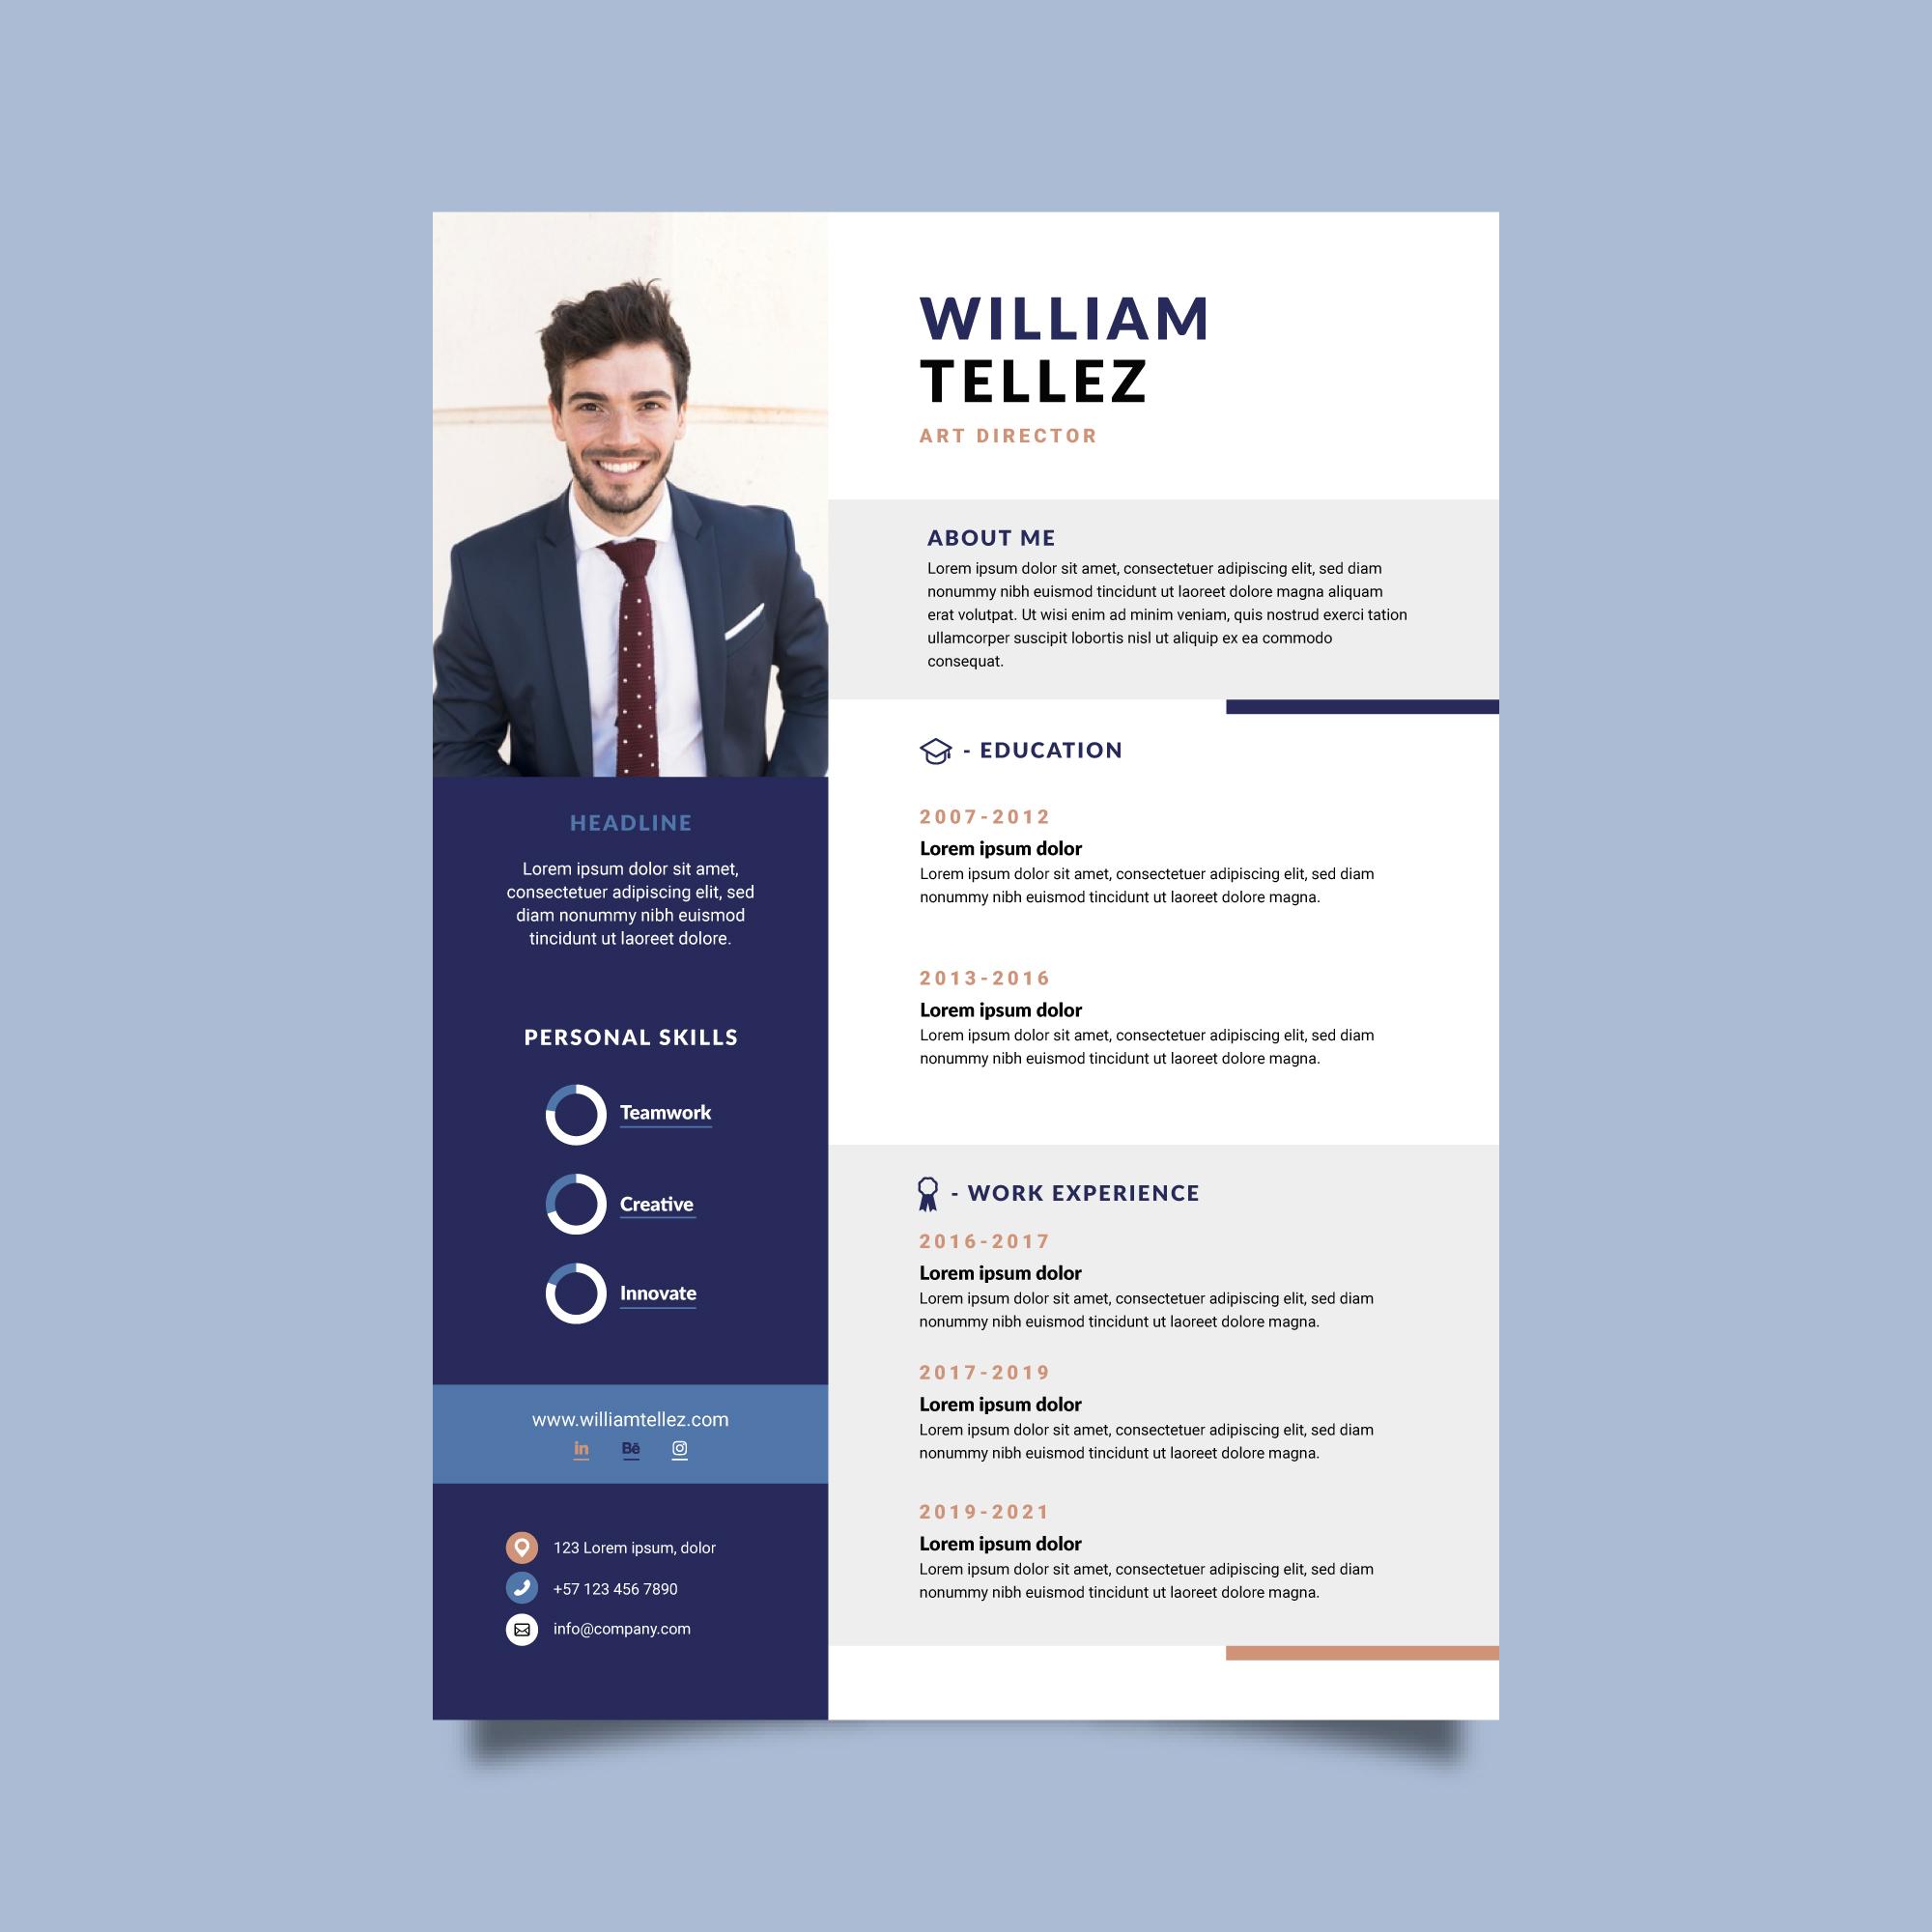 WILLIAM
TELLEZ
ART DIRECTOR
ABOUT ME
Lorem ipsum dolor sit amet, consectetuer adipiscing elit, sed diam
nonummy nibh euismod tincidunt ut laoreet dolore magna aliquam
erat volutpat. Ut wisi enim ad minim veniam, quis nostrud exerci tation
ullamcorper suscipit lobortis nisl ut aliquip ex ea commodo
consequat.
- EDUCATION
2007-2012
Lorem ipsum dolor
Lorem ipsum dolor sit amet, consectetuer adipiscing elit, sed diam
nonummy nibh euismod tincidunt ut laoreet dolore magna.
2013-2016
Lorem ipsum dolor
Lorem ipsum dolor sit amet, consectetuer adipiscing elit, sed diam
nonummy nibh euismod tincidunt ut laoreet dolore magna.
- WORK EXPERIENCE
2016-2017
Lorem ipsum dolor
Lorem ipsum dolor sit amet, consectetuer adipiscing elit, sed diam
nonummy nibh euismod tincidunt ut laoreet dolore magna.
2017-2019
Lorem ipsum dolor
Lorem ipsum dolor sit amet, consectetuer adipiscing elit, sed diam
nonummy nibh euismod tincidunt ut laoreet dolore magna.
2019-2021
Lorem ipsum dolor
Lorem ipsum dolor sit amet, consectetuer adipiscing elit, sed diam
nonummy nibh euismod tincidunt ut laoreet dolore magna.
HEADLINE
Lorem ipsum dolor sit amet,
consectetuer adipiscing elit, sed
diam nonummy nibh euismod
tincidunt ut laoreet dolore.
PERSONAL SKILLS
Teamwork
Creative
Innovate
www.williamtellez.com
in Bē
123 Lorem ipsum, dolor
+57 123 456 7890
info@company.com